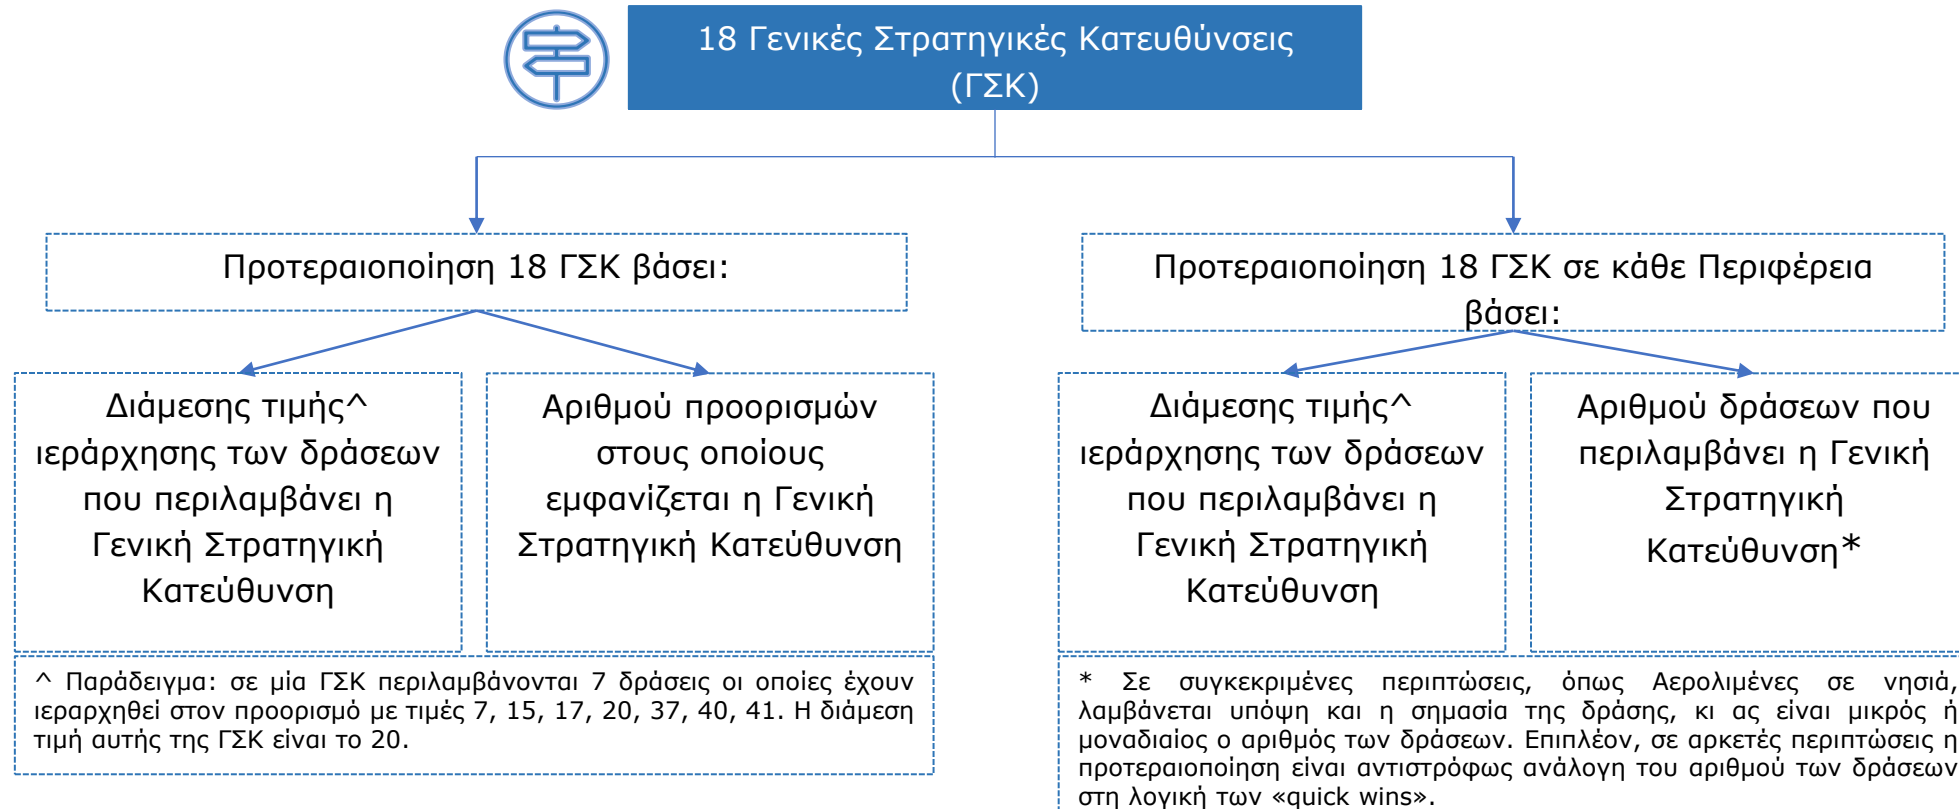 18 Γενικές Στρατηγικές Κατευθύνσεις
(ΓΣΚ)
Προτεραιοποίηση 18 ΓΣΚ βάσει:
Διάμεσης τιμής^
ιεράρχησης των δράσεων
που περιλαμβάνει η
Γενική Στρατηγική
Κατεύθυνση
Αριθμού προορισμών
στους οποίους
εμφανίζεται η Γενική
Στρατηγική Κατεύθυνση
^ Παράδειγμα: σε μία ΓΣΚ περιλαμβάνονται 7 δράσεις οι οποίες έχουν
ιεραρχηθεί στον προορισμό με τιμές 7, 15, 17, 20, 37, 40, 41. Η διάμεση
τιμή αυτής της ΓΣΚ είναι το 20.
Προτεραιοποίηση 18 ΓΣΚ σε κάθε Περιφέρεια
βάσει:
Διάμεσης τιμής^
ιεράρχησης των δράσεων
που περιλαμβάνει η
Γενική Στρατηγική
Κατεύθυνση
Αριθμού δράσεων που
περιλαμβάνει η Γενική
Στρατηγική
Κατεύθυνση*
* Σε συγκεκριμένες περιπτώσεις, όπως Αερολιμένες σε νησιά,
λαμβάνεται υπόψη και η σημασία της δράσης, κι ας είναι μικρός ή
μοναδιαίος ο αριθμός των δράσεων. Επιπλέον, σε αρκετές περιπτώσεις η
προτεραιοποίηση είναι αντιστρόφως ανάλογη του αριθμού των δράσεων
στη λογική των «quick wins».